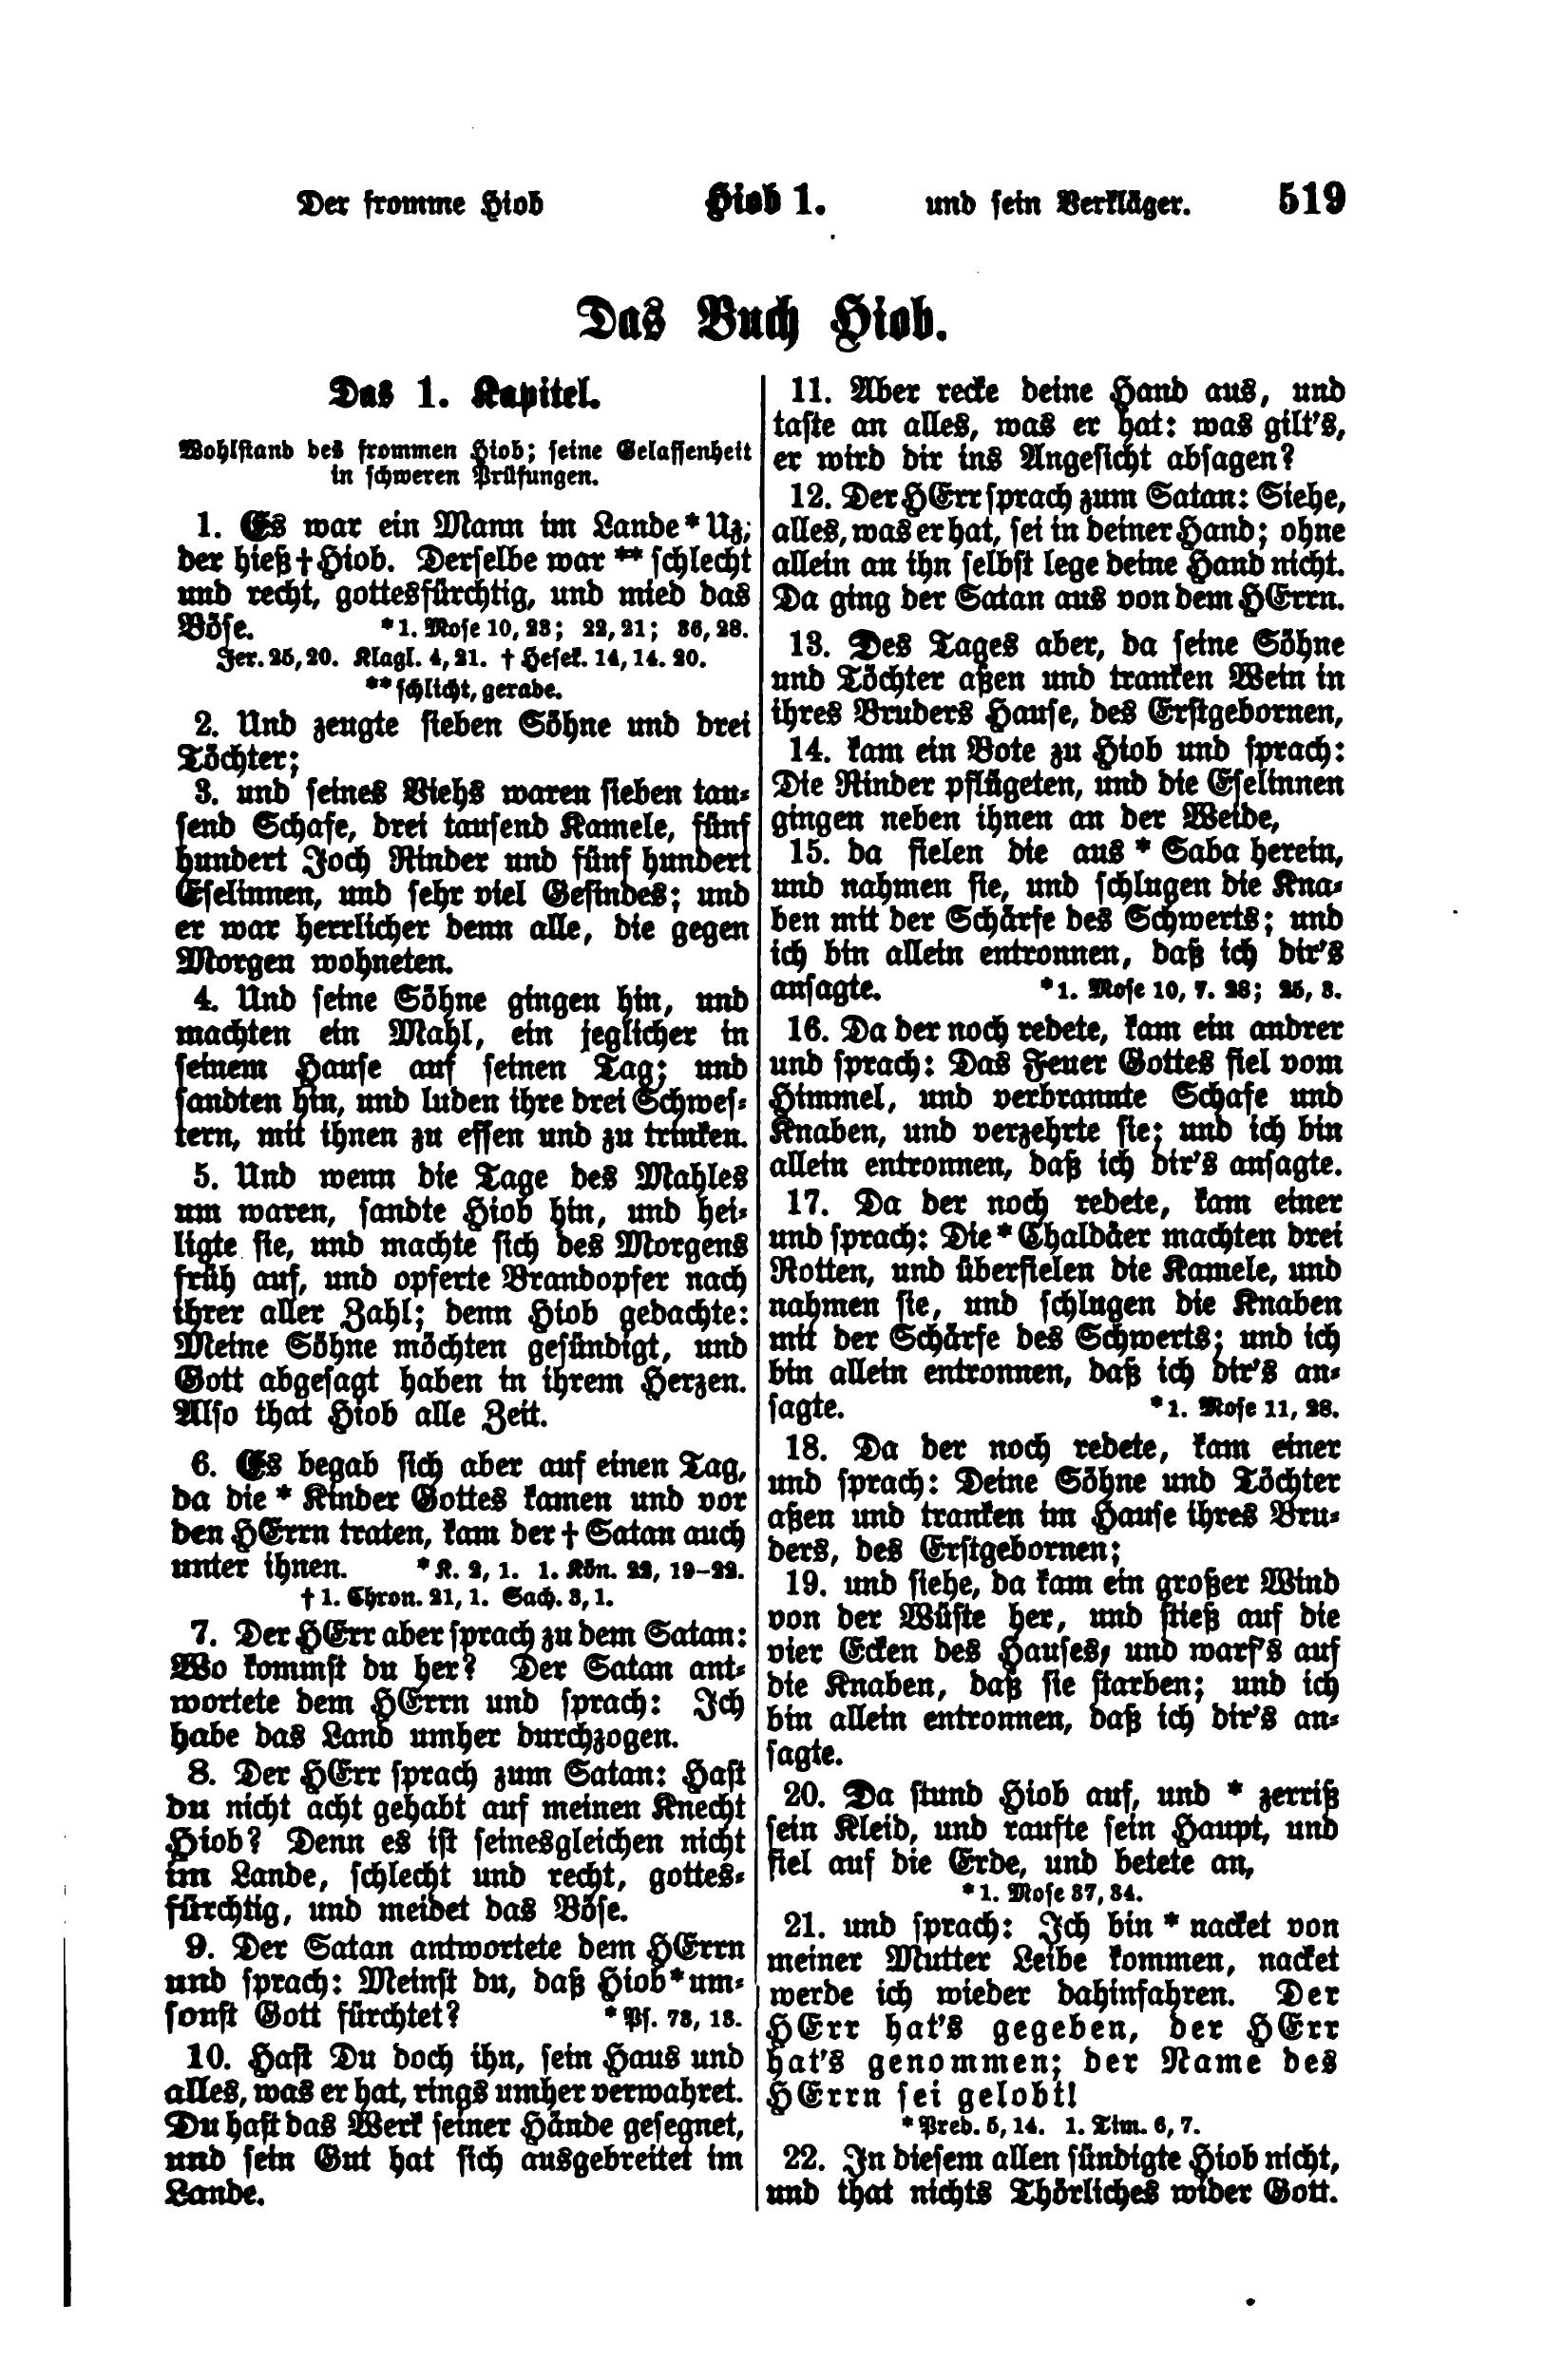 Der fromme Hiob Hiob 1. und sein Verkläger. 519
Das Buch Hiob.
Das 1. Kapitel.
Wohlstand des frommen Hiob; seine Gelassenheit
in schweren Prüfungen.
1. Es war ein Mann im Lande * Uz;
der hieß † Hiob. Derselbe war ** schlecht
und recht, gottesfürchtig, und mied das
Böse. *1. Mose 10, 23; 22, 21; 36, 28.
Jer. 25, 20. Klagl. 4, 21. † Hesek. 14, 14. 20.
** schlicht, gerade.
2. Und zeugte sieben Söhne und drei
Töchter;
3. und seines Viehs waren sieben tau-
send Schafe, drei tausend Kamele, fünf
hundert Joch Rinder und fünf hundert
Eselinnen, und sehr viel Gesindes; und
er war herrlicher denn alle, die gegen
Morgen wohneten.
4. Und seine Söhne gingen hin, und
machten ein Mahl, ein jeglicher in
seinem Hause auf seinen Tag; und
sandten hin, und luden ihre drei Schwes-
tern, mit ihnen zu essen und zu trinken.
5. Und wenn die Tage des Mahles
um waren, sandte Hiob hin, und hei-
ligte sie, und machte sich des Morgens
früh auf, und opferte Brandopfer nach
ihrer aller Zahl; denn Hiob gedachte:
Meine Söhne möchten gesündigt, und
Gott abgesagt haben in ihrem Herzen.
Also that Hiob alle Zeit.
6. Es begab sich aber auf einen Tag,
da die * Kinder Gottes kamen und vor
den HErrn traten, kam der † Satan auch
unter ihnen. * K. 2, 1. 1. Kön. 22, 19–22.
† 1. Chron. 21, 1. Sach. 3, 1.
7. Der HErr aber sprach zu dem Satan:
Wo kommst du her? Der Satan ant-
wortete dem HErrn und sprach: Ich
habe das Land umher durchzogen.
8. Der HErr sprach zum Satan: Hast
du nicht acht gehabt auf meinen Knecht
Hiob? Denn es ist seinesgleichen nicht
im Lande, schlecht und recht, gottes-
fürchtig, und meidet das Böse.
9. Der Satan antwortete dem HErrn
und sprach: Meinst du, daß Hiob * um-
sonst Gott fürchtet? * Ps. 73, 13.
10. Hast Du doch ihn, sein Haus und
alles, was er hat, rings umher verwahret.
Du hast das Werk seiner Hände gesegnet,
und sein Gut hat sich ausgebreitet im
Lande.
11. Aber recke deine Hand aus, und
taste an alles, was er hat: was gilt's,
er wird dir ins Angesicht absagen?
12. Der HErr sprach zum Satan: Siehe,
alles, was er hat, sei in deiner Hand; ohne
allein an ihn selbst lege deine Hand nicht.
Da ging der Satan aus von dem HErrn.
13. Des Tages aber, da seine Söhne
und Töchter aßen und tranken Wein in
ihres Bruders Hause, des Erstgebornen,
14. kam ein Bote zu Hiob und sprach:
Die Rinder pflügeten, und die Eselinnen
gingen neben ihnen an der Weide,
15. da fielen die aus * Saba herein,
und nahmen sie, und schlugen die Kna-
ben mit der Schärfe des Schwerts; und
ich bin allein entronnen, daß ich dir's
ansagte. *1. Mose 10, 7. 28; 25, 3.
16. Da der noch redete, kam ein andrer
und sprach: Das Feuer Gottes fiel vom
Himmel, und verbrannte Schafe und
Knaben, und verzehrte sie; und ich bin
allein entronnen, daß ich dir's ansagte.
17. Da der noch redete, kam einer
und sprach: Die * Chaldäer machten drei
Rotten, und überfielen die Kamele, und
nahmen sie, und schlugen die Knaben
mit der Schärfe des Schwerts; und ich
bin allein entronnen, daß ich dir's an-
sagte. *1. Mose 11, 28.
18. Da der noch redete, kam einer
und sprach: Deine Söhne und Töchter
aßen und tranken im Hause ihres Bru-
ders, des Erstgebornen;
19. und siehe, da kam ein großer Wind
von der Wüste her, und stieß auf die
vier Ecken des Hauses, und warf's auf
die Knaben, daß sie starben; und ich
bin allein entronnen, daß ich dir's an-
sagte.
20. Da stund Hiob auf, und * zerriß
sein Kleid, und raufte sein Haupt, und
fiel auf die Erde, und betete an,
*1. Mose 37, 34.
21. und sprach: Ich bin * nacket von
meiner Mutter Leibe kommen, nacket
werde ich wieder dahinfahren. Der
HErr hat's gegeben, der HErr
hat's genommen; der Name des
HErrn sei gelobt!
* Pred. 5, 14. 1. Tim. 6, 7.
22. In diesem allen sündigte Hiob nicht,
und that nichts Thörliches wider Gott.